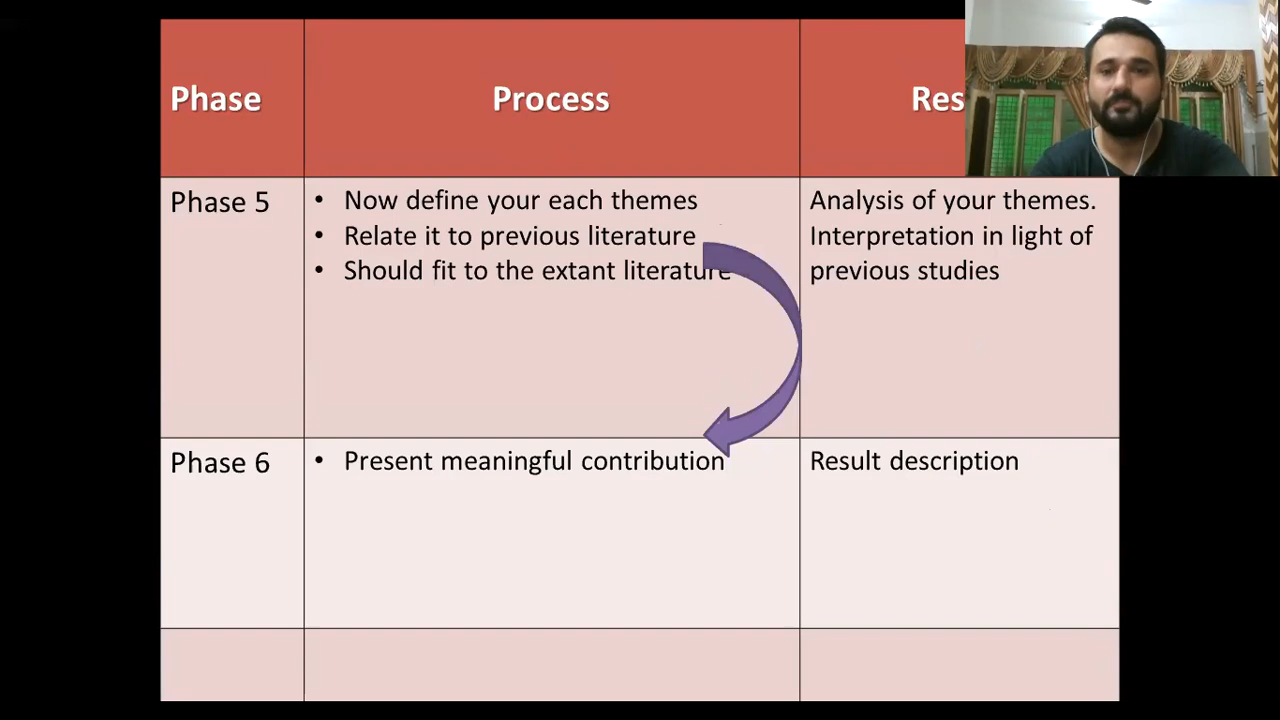 Phase Process
Phase 5
• Now define your each themes
• Relate it to previous literature
• Should fit to the extant literature
Analysis of your themes.
Interpretation in light of
previous studies
Phase 6
• Present meaningful contribution
Result description